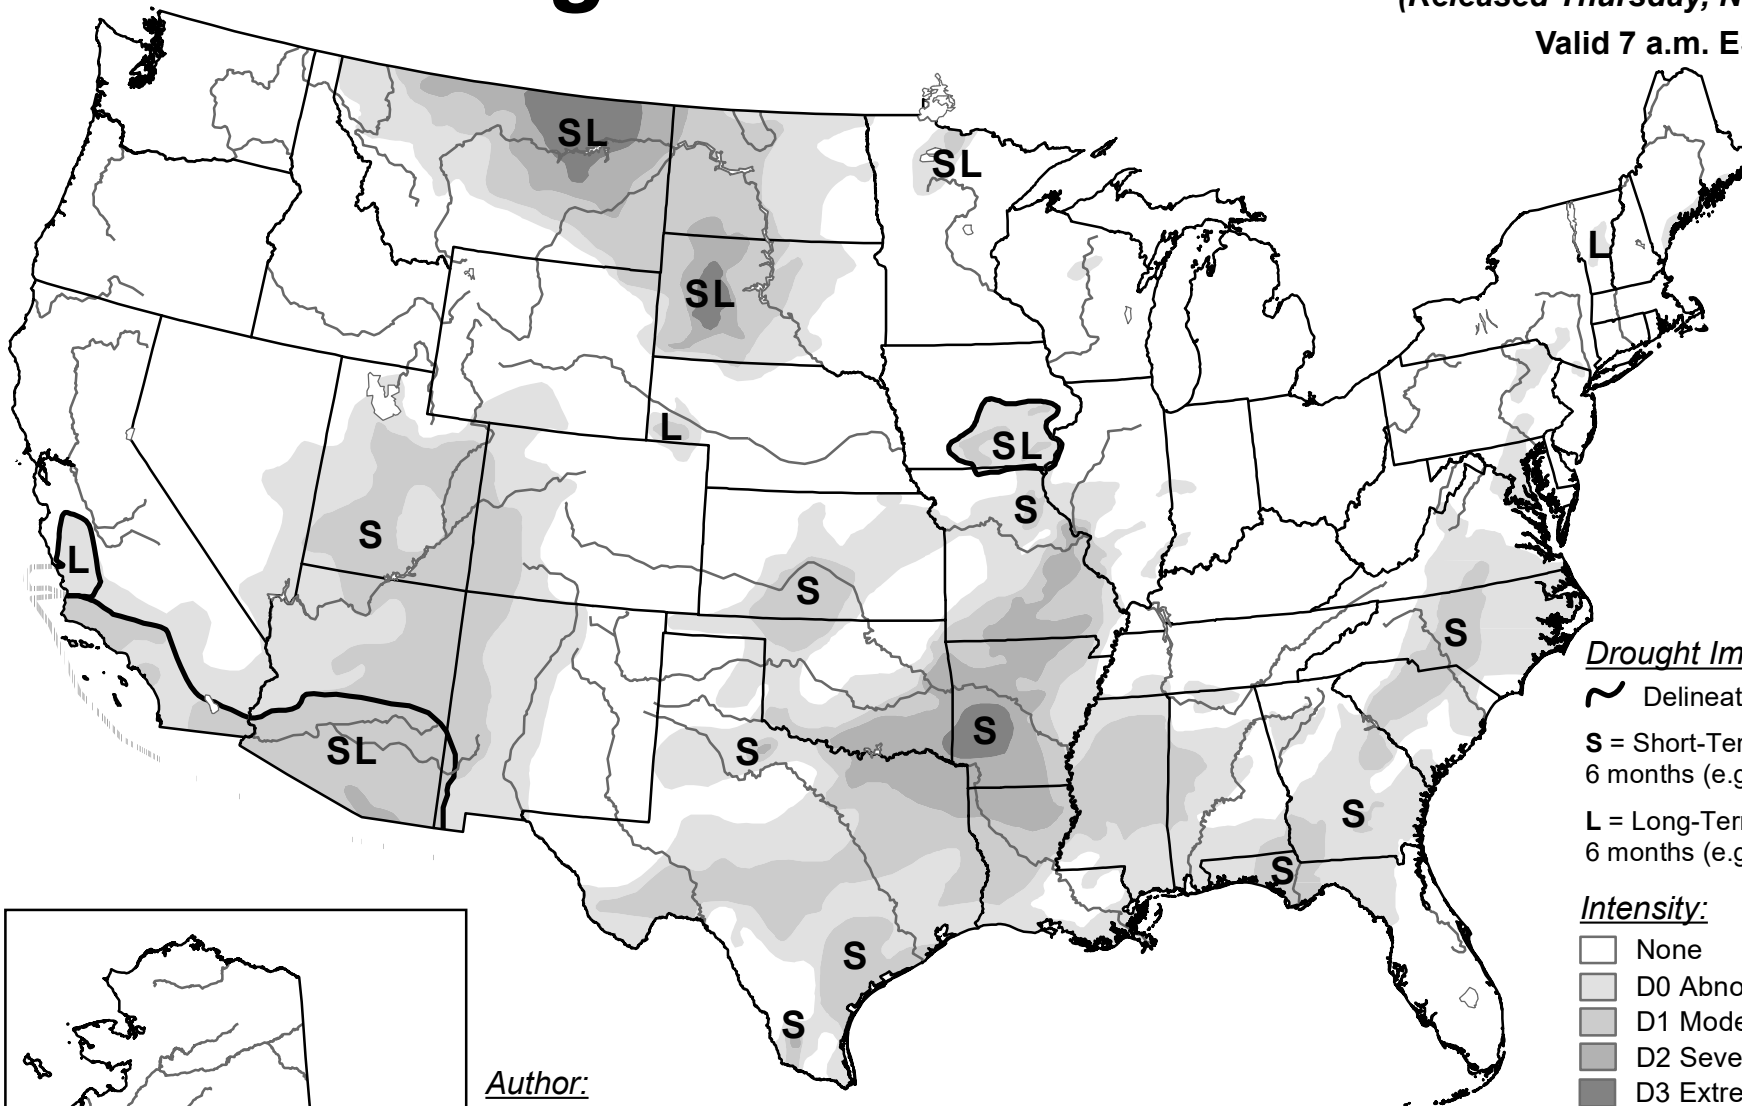 (Released Thursday, N
Valid 7 a.m. E
SL
SL
L
SL
L
SL
S
S
L
S
S
SL
S
S
S
S
S
S
S
Drought Im
Delineat
S = Short-Ter
6 months (e.g
L = Long-Term
6 months (e.g
Intensity:
None
D0 Abno
D1 Mode
D2 Seve
D3 Extre
Author: